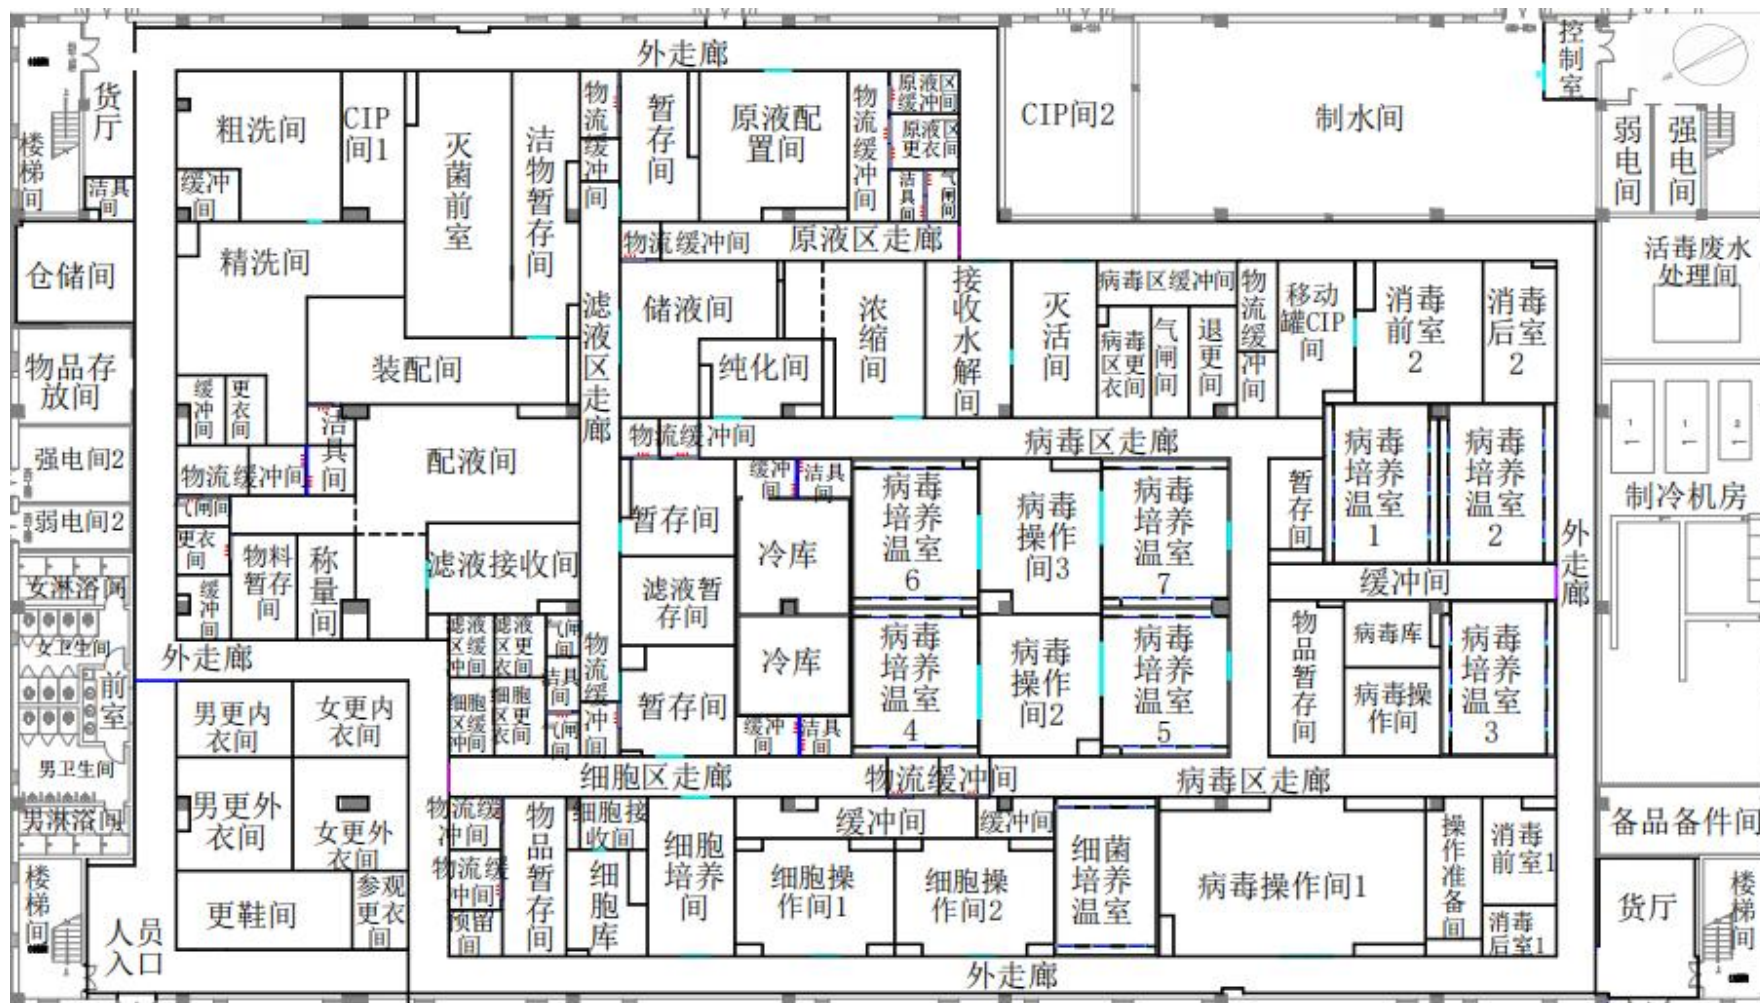 外走廊
控制室
货厅
楼梯间
洁具间
粗洗间
CIP
间1
缓冲
间
灭菌前室
洁物暂存间
物流缓冲间
暂存间
原液配
置间
物流缓冲间
原液区
缓冲间
原液区
更衣间
洁具间
气闸间
CIP间2
制水间
弱电间
强电间
仓储间
精洗间
装配间
滤液区走廊
物流缓冲间
原液区走廊
储液间
纯化间
浓缩间
接收水解间
灭活间
病毒区缓冲间
病毒区更衣间
气闸间
退更间
物流缓冲间
移动
罐CIP
间
消毒
前室
2
消毒
后室
2
活毒废水
处理间
物品存
放间
缓冲间
更衣间
洁具间
物流缓冲间
配液间
物流缓冲间
病毒区走廊
强电间2
弱电间2
气闸间
更衣
间
缓冲间
物料
暂存
间
称量间
滤液接收间
暂存间
滤液暂
存间
暂存间
缓冲
间
洁具
间
冷库
冷库
缓冲
间
洁具
间
病毒
培养
温室
6
病毒
操作
间3
病毒
培养
温室
7
病毒
培养
温室
4
病毒
操作
间2
病毒
培养
温室
5
暂存间
病毒
培养
温室
1
病毒
培养
温室
2
缓冲间
外走廊
制冷机房
物品暂存间
病毒库
病毒操
作间
病毒
培养
温室
3
女淋浴间
女卫生间
前室
男卫生间
男淋浴间
外走廊
滤液
区缓
冲间
滤液
区更
衣间
气闸
间
洁具
间
气闸
间
细胞
区缓
冲间
细胞
区更
衣间
物流缓冲间
男更内
衣间
女更内
衣间
男更外
衣间
女更外
衣间
更鞋间
参观
更衣
间
细胞区走廊
物流缓冲间
病毒区走廊
物流缓
冲间
物流缓
冲间
预留
间
物品暂存间
细胞接
收间
细胞库
细胞
培养
间
缓冲间
缓冲间
细胞操
作间1
细胞操
作间2
细菌
培养
温室
病毒操作间1
操作准备间
消毒
前室1
消毒
后室1
备品备件间
货厅
楼梯间
楼梯间
人员
入口
外走廊